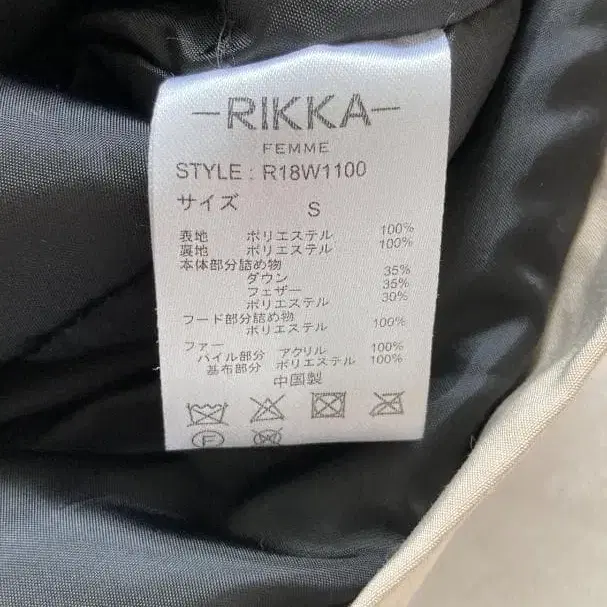 -RIKKA-
FEMME
STYLE : R18W1100
サイズ S
表地 ポリエステル 100%
裏地 ポリエステル 100%
本体部分詰め物
ダウン 35%
フェザー 35%
ポリエステル 30%
フード部分詰め物
ポリエステル 100%
ファー
パイル部分 アクリル 100%
基布部分 ポリエステル 100%
中国製
F